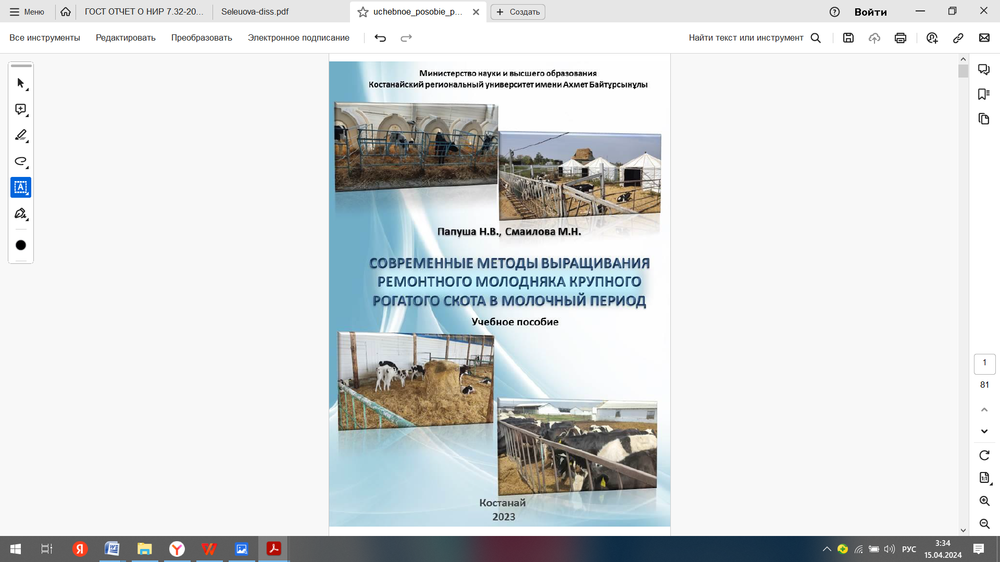 Меню
ГОСТ ОТЧЕТ О НИР 7.32-20...
Seleuova-diss.pdf
uchebnoe_posobie_p...
Создать
Войти
Все инструменты
Редактировать
Преобразовать
Электронное подписание
Найти текст или инструмент
Министерство науки и высшего образования
Костанайский региональный университет имени Ахмет Байтұрсынұлы
Папуша Н.В., Смаилова М.Н.
СОВРЕМЕННЫЕ МЕТОДЫ ВЫРАЩИВАНИЯ
РЕМОНТНОГО МОЛОДНЯКА КРУПНОГО
РОГАТОГО СКОТА В МОЛОЧНЫЙ ПЕРИОД
Учебное пособие
Костанай
2023
1
81
РУС
3:34
15.04.2024